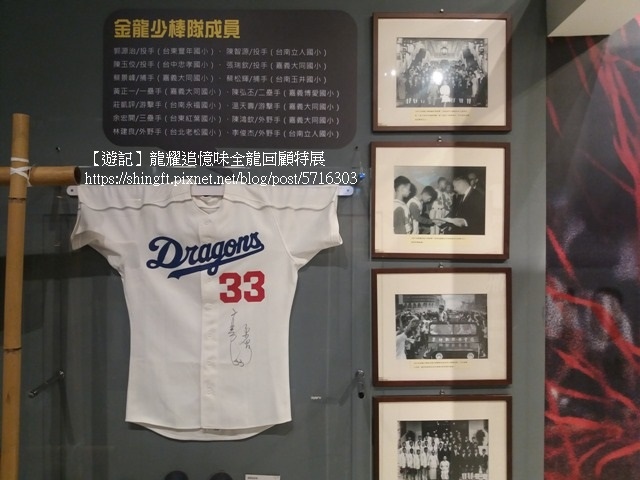 金龍少棒隊成員
郭源治/投手（台東豐年國小）、陳智源/投手（台南立人國小）
陳玉位/投手（台中忠孝國小）、張瑞欽/投手（嘉義大同國小）
蔡景峰/捕手（嘉義大同國小）、蔡松輝/捕手（台南玉井國小）
黃正一/一壘手（嘉義大同國小）、陳弘丕/二壘手（嘉義博愛國小）
莊凱評/游擊手（台南永福國小）、溫天壽/游擊手（嘉義大同國小）
余宏開/三壘手（台東紅葉國小）、陳鴻欽/外野手（嘉義大同國小）
林建良/外野手（台北老松國小）、李俊杰/外野手（台南立人國小）
[遊記] 龍耀追憶味全龍回顧特展
https://shingft.pixnet.net/blog/post/5716303
Dragons
33